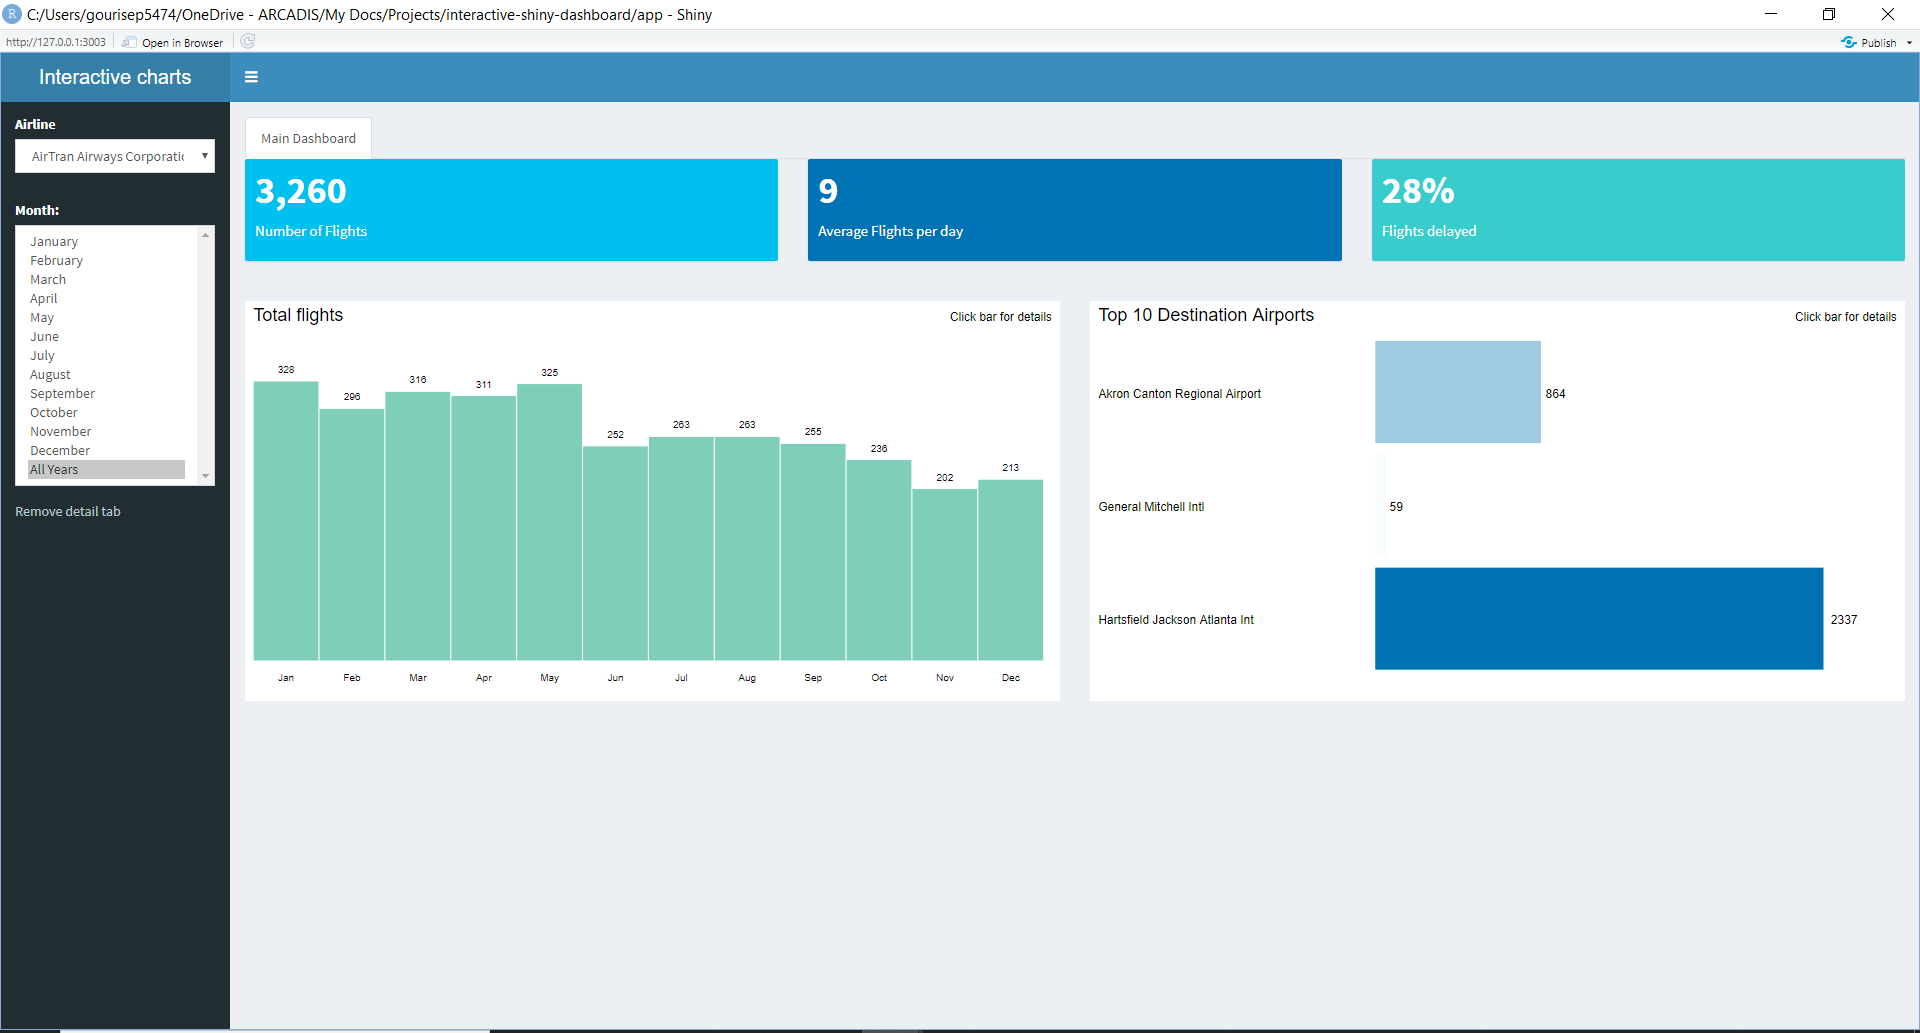 R C:/Users/gourisep5474/OneDrive - ARCADIS/My Docs/Projects/interactive-shiny-dashboard/app - Shiny
http://127.0.0.1:3003 Open in Browser Publish
Interactive charts
Airline
AirTran Airways Corporatic
Month:
January
February
March
April
May
June
July
August
September
October
November
December
All Years
Remove detail tab
Main Dashboard
3,260
Number of Flights
9
Average Flights per day
28%
Flights delayed
Total flights Click bar for details
328 296 316 311 325 252 263 263 255 236 202 213
Jan Feb Mar Apr May Jun Jul Aug Sep Oct Nov Dec
Top 10 Destination Airports Click bar for details
Akron Canton Regional Airport 864
General Mitchell Intl 59
Hartsfield Jackson Atlanta Int 2337